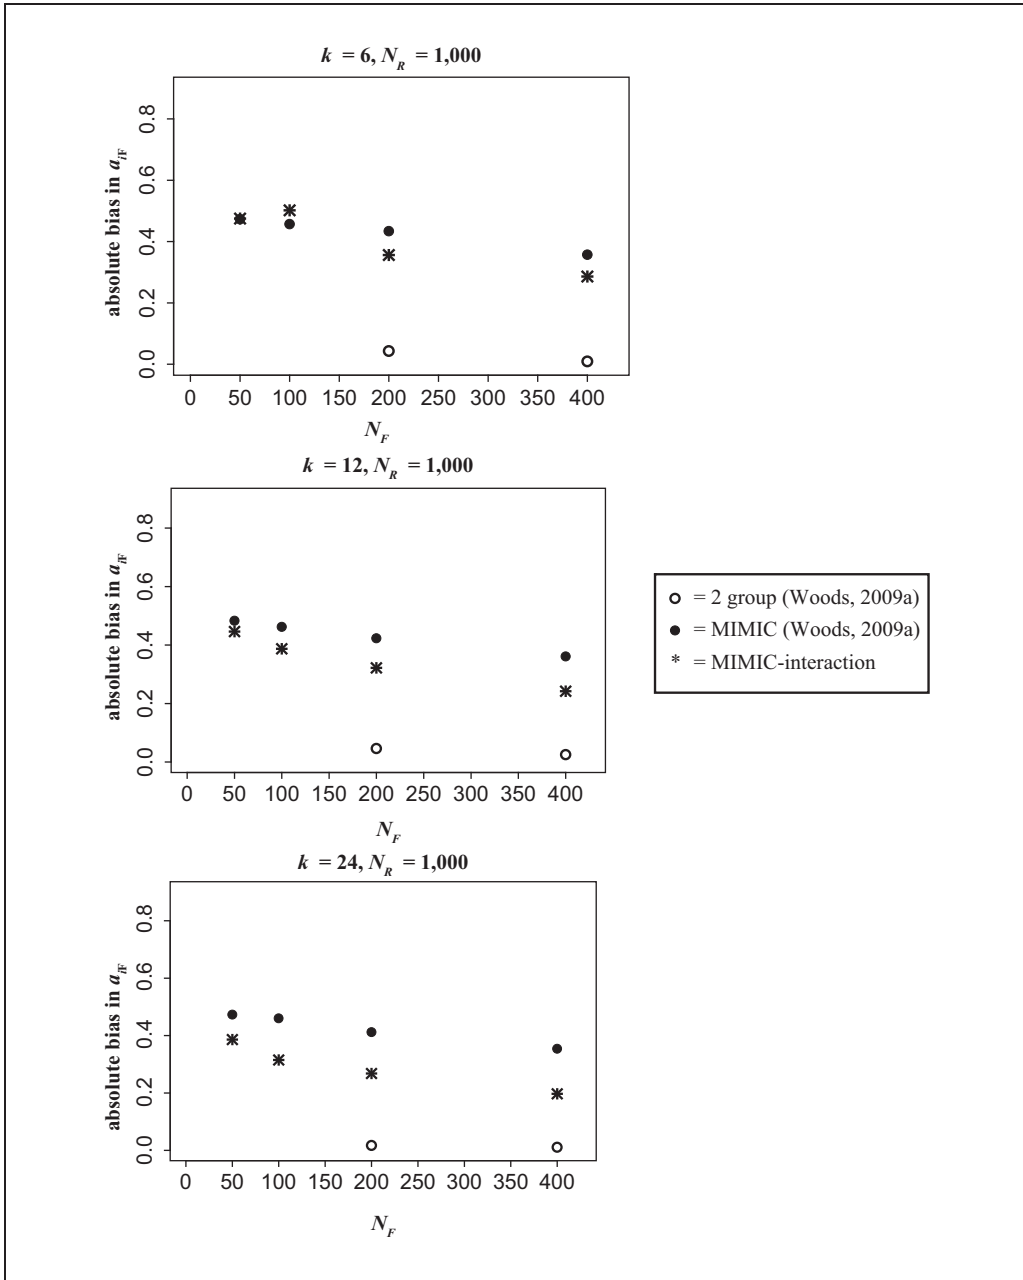 k = 6, N_R = 1,000
absolute bias in a_iF
0.8
0.6
0.4
0.2
0.0
0 50 100 150 200 250 300 350 400
N_F
k = 12, N_R = 1,000
absolute bias in a_iF
0.8
0.6
0.4
0.2
0.0
0 50 100 150 200 250 300 350 400
N_F
= 2 group (Woods, 2009a)
= MIMIC (Woods, 2009a)
* = MIMIC-interaction
k = 24, N_R = 1,000
absolute bias in a_iF
0.8
0.6
0.4
0.2
0.0
0 50 100 150 200 250 300 350 400
N_F